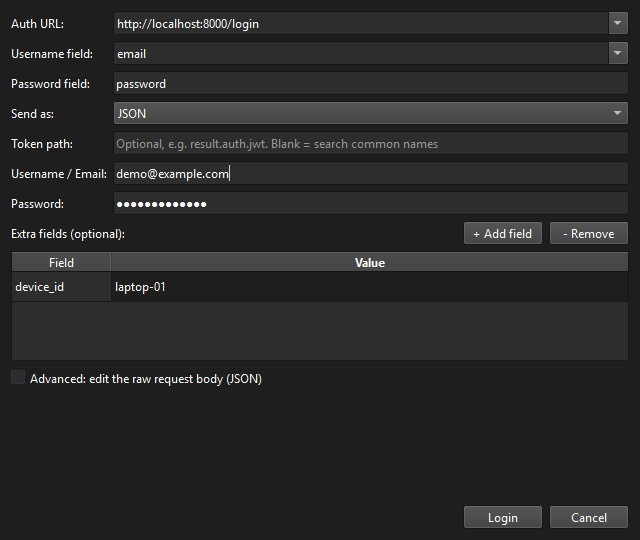 Auth URL: http://localhost:8000/login
Username field: email
Password field: password
Send as: JSON
Token path: Optional, e.g. result.auth.jwt. Blank = search common names
Username / Email: demo@example.com
Password: ●●●●●●●●●●●●●
Extra fields (optional): + Add field - Remove
Field Value
device_id laptop-01
Advanced: edit the raw request body (JSON)
Login Cancel